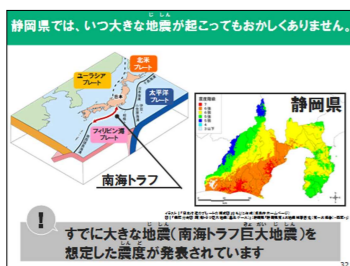 静岡県では、いつ大きな地震が起こってもおかしくありません。
北米
プレート
ユーラシア
プレート
太平洋
プレート
フィリピン海
プレート
南海トラフ
静岡県
すでに大きな地震(南海トラフ巨大地震)を
想定した震度が発表されています
32